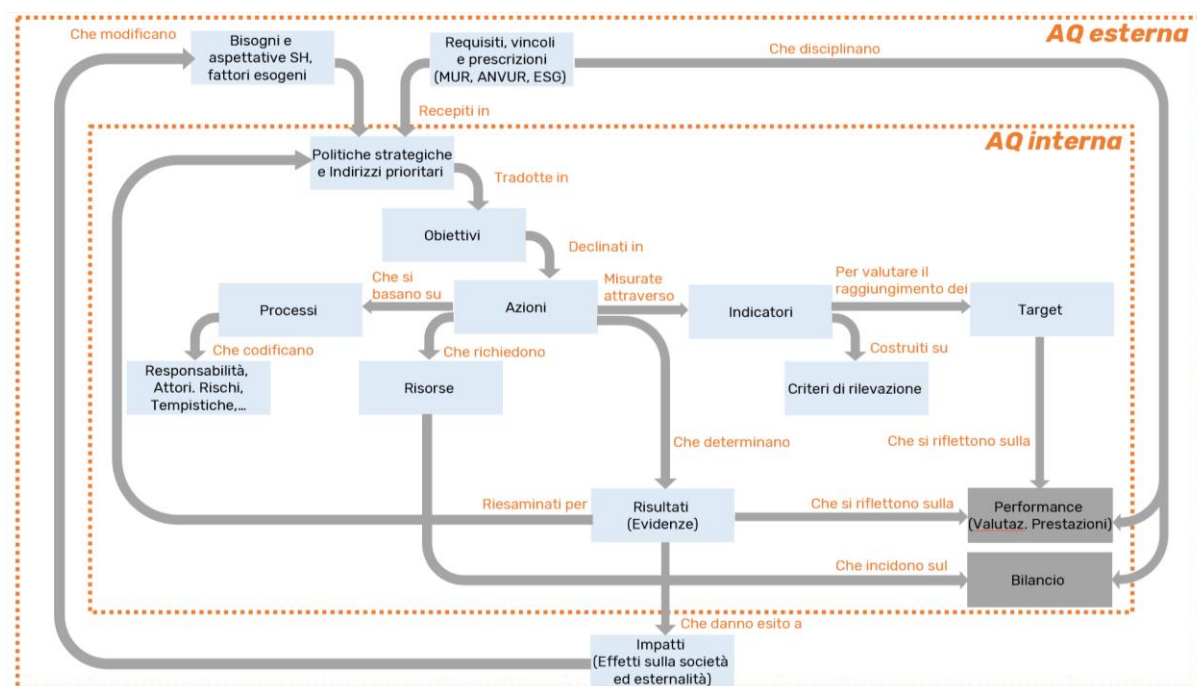 AQ esterna
Che modificano
Bisogni e
aspettative SH,
fattori esogeni
Requisiti, vincoli
e prescrizioni
(MUR, ANVUR, ESG)
Che disciplinano
Recepiti in
AQ interna
Politiche strategiche
e Indirizzi prioritari
Tradotte in
Obiettivi
Declinati in
Che si
basano su
Misurate
attraverso
Per valutare il
raggiungimento dei
Processi
Azioni
Indicatori
Target
Che codificano
Che richiedono
Costruiti su
Responsabilità,
Attori. Rischi,
Tempistiche,...
Risorse
Criteri di rilevazione
Che determinano
Che si riflettono sulla
Riesaminati per
Risultati
(Evidenze)
Che si riflettono sulla
Performance
(Valutaz. Prestazioni)
Che incidono sul
Bilancio
Che danno esito a
Impatti
(Effetti sulla società
ed esternalità)